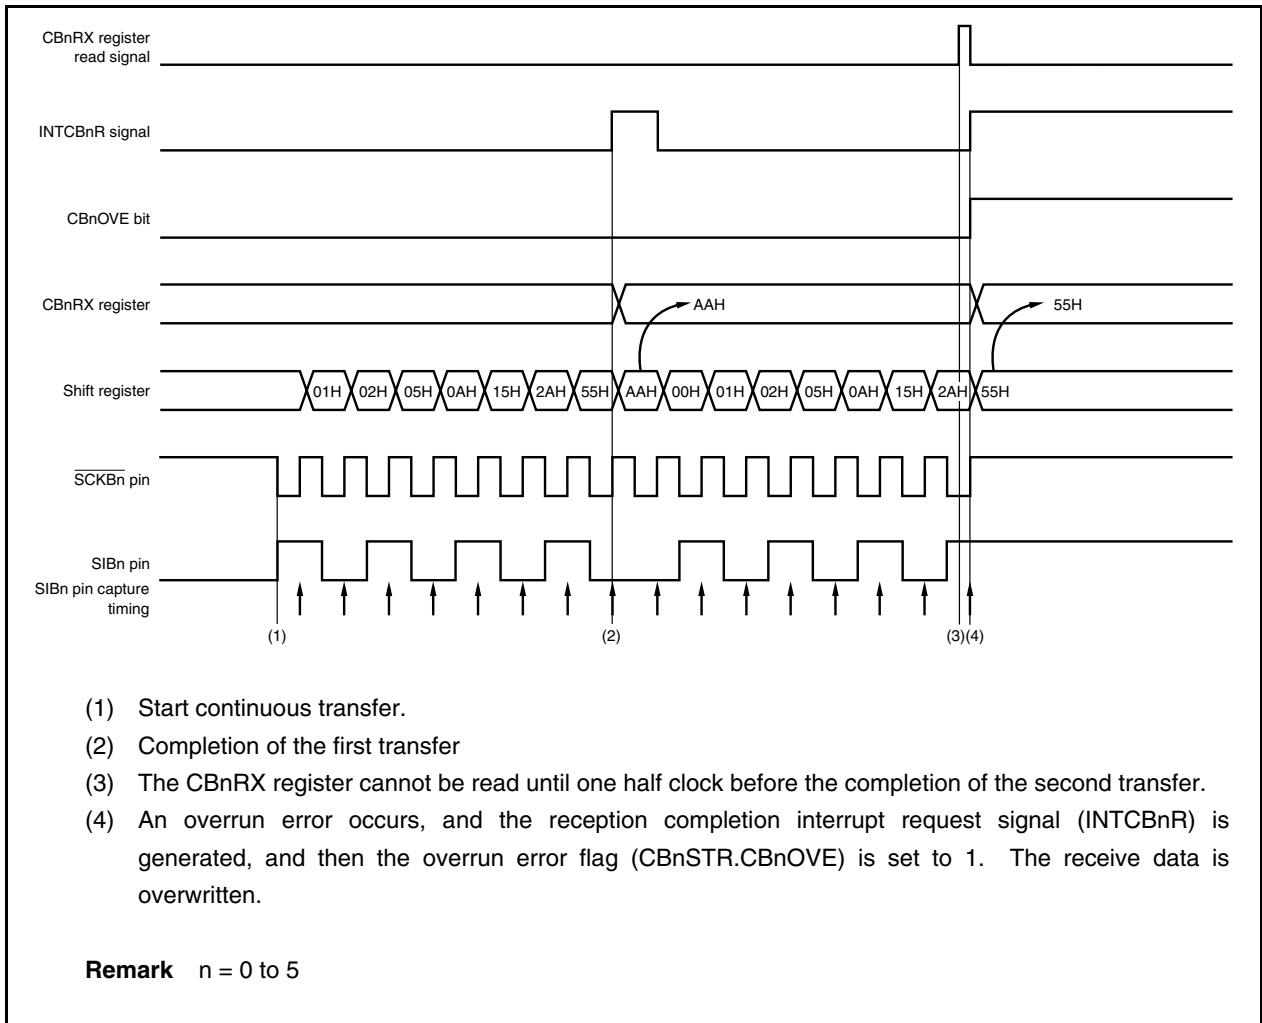 CBnRX register
read signal
INTCBnR signal
CBnOVE bit
CBnRX register
AAH
55H
Shift register
01H 02H 05H 0AH 15H 2AH 55H AAH 00H 01H 02H 05H 0AH 15H 2AH 55H
SCKBn pin
SIBn pin
SIBn pin capture
timing
(1) (2) (3)(4)
(1) Start continuous transfer.
(2) Completion of the first transfer
(3) The CBnRX register cannot be read until one half clock before the completion of the second transfer.
(4) An overrun error occurs, and the reception completion interrupt request signal (INTCBnR) is
generated, and then the overrun error flag (CBnSTR.CBnOVE) is set to 1. The receive data is
overwritten.
Remark n = 0 to 5